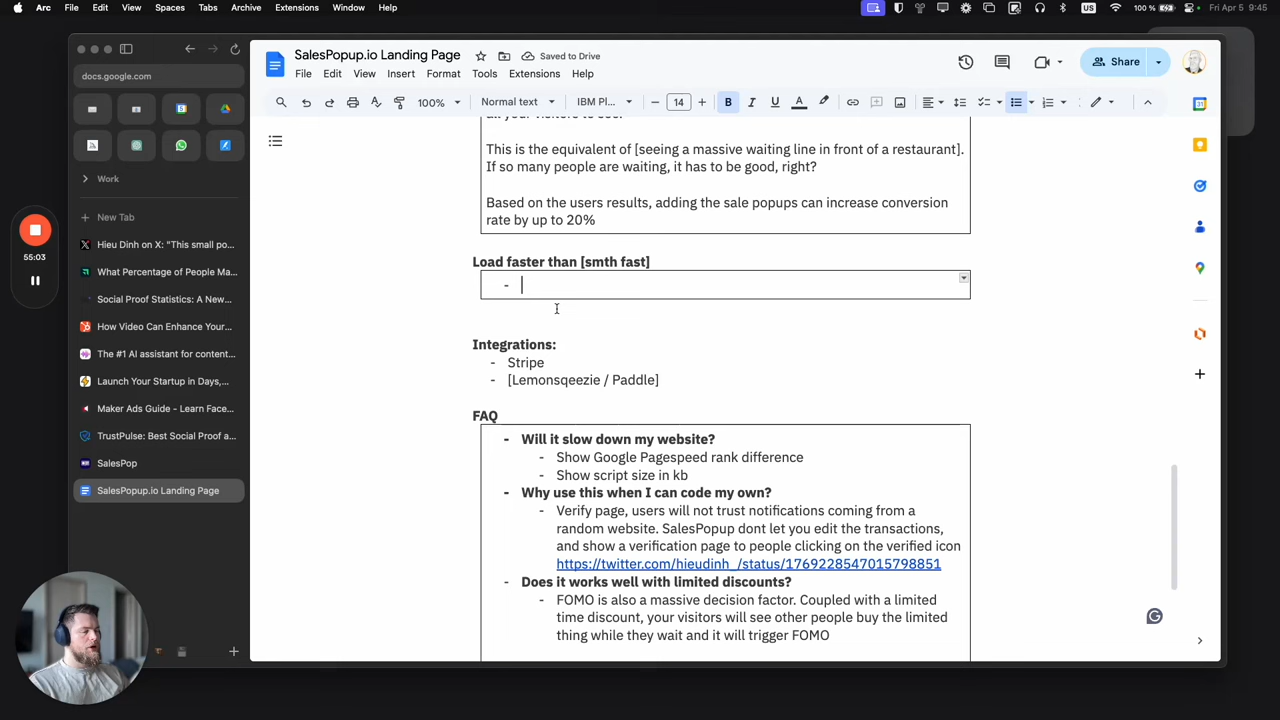 Arc File Edit View Spaces Tabs Archive Extensions Window Help
US 100 % Fri Apr 5 9:45
docs.google.com
Work
New Tab
Hieu Dinh on X: "This small po...
What Percentage of People Ma...
Social Proof Statistics: A New...
How Video Can Enhance Your...
The #1 AI assistant for content...
Launch Your Startup in Days,...
Maker Ads Guide - Learn Face...
TrustPulse: Best Social Proof a...
SalesPop
SalesPopup.io Landing Page
55:03
SalesPopup.io Landing Page
Saved to Drive
File Edit View Insert Format Tools Extensions Help
Share
100% Normal text IBM Pl... 14 B I U A
This is the equivalent of [seeing a massive waiting line in front of a restaurant].
If so many people are waiting, it has to be good, right?
Based on the users results, adding the sale popups can increase conversion
rate by up to 20%
Load faster than [smth fast]
-
Integrations:
- Stripe
- [Lemonsqeezie / Paddle]
FAQ
- Will it slow down my website?
- Show Google Pagespeed rank difference
- Show script size in kb
- Why use this when I can code my own?
- Verify page, users will not trust notifications coming from a
random website. SalesPopup dont let you edit the transactions,
and show a verification page to people clicking on the verified icon
https://twitter.com/hieudinh_/status/1769228547015798851
- Does it works well with limited discounts?
- FOMO is also a massive decision factor. Coupled with a limited
time discount, your visitors will see other people buy the limited
thing while they wait and it will trigger FOMO